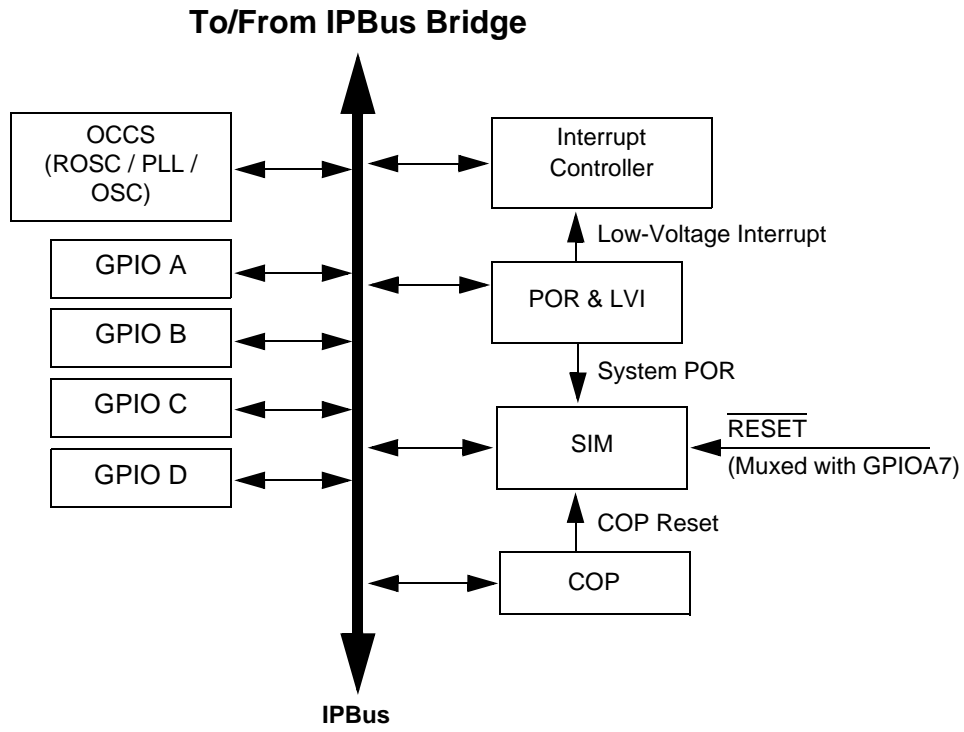 To/From IPBus Bridge
OCCS
(ROSC / PLL /
OSC)
GPIO A
GPIO B
GPIO C
GPIO D
Interrupt
Controller
Low-Voltage Interrupt
POR & LVI
System POR
SIM
RESET
(Muxed with GPIOA7)
COP Reset
COP
IPBus